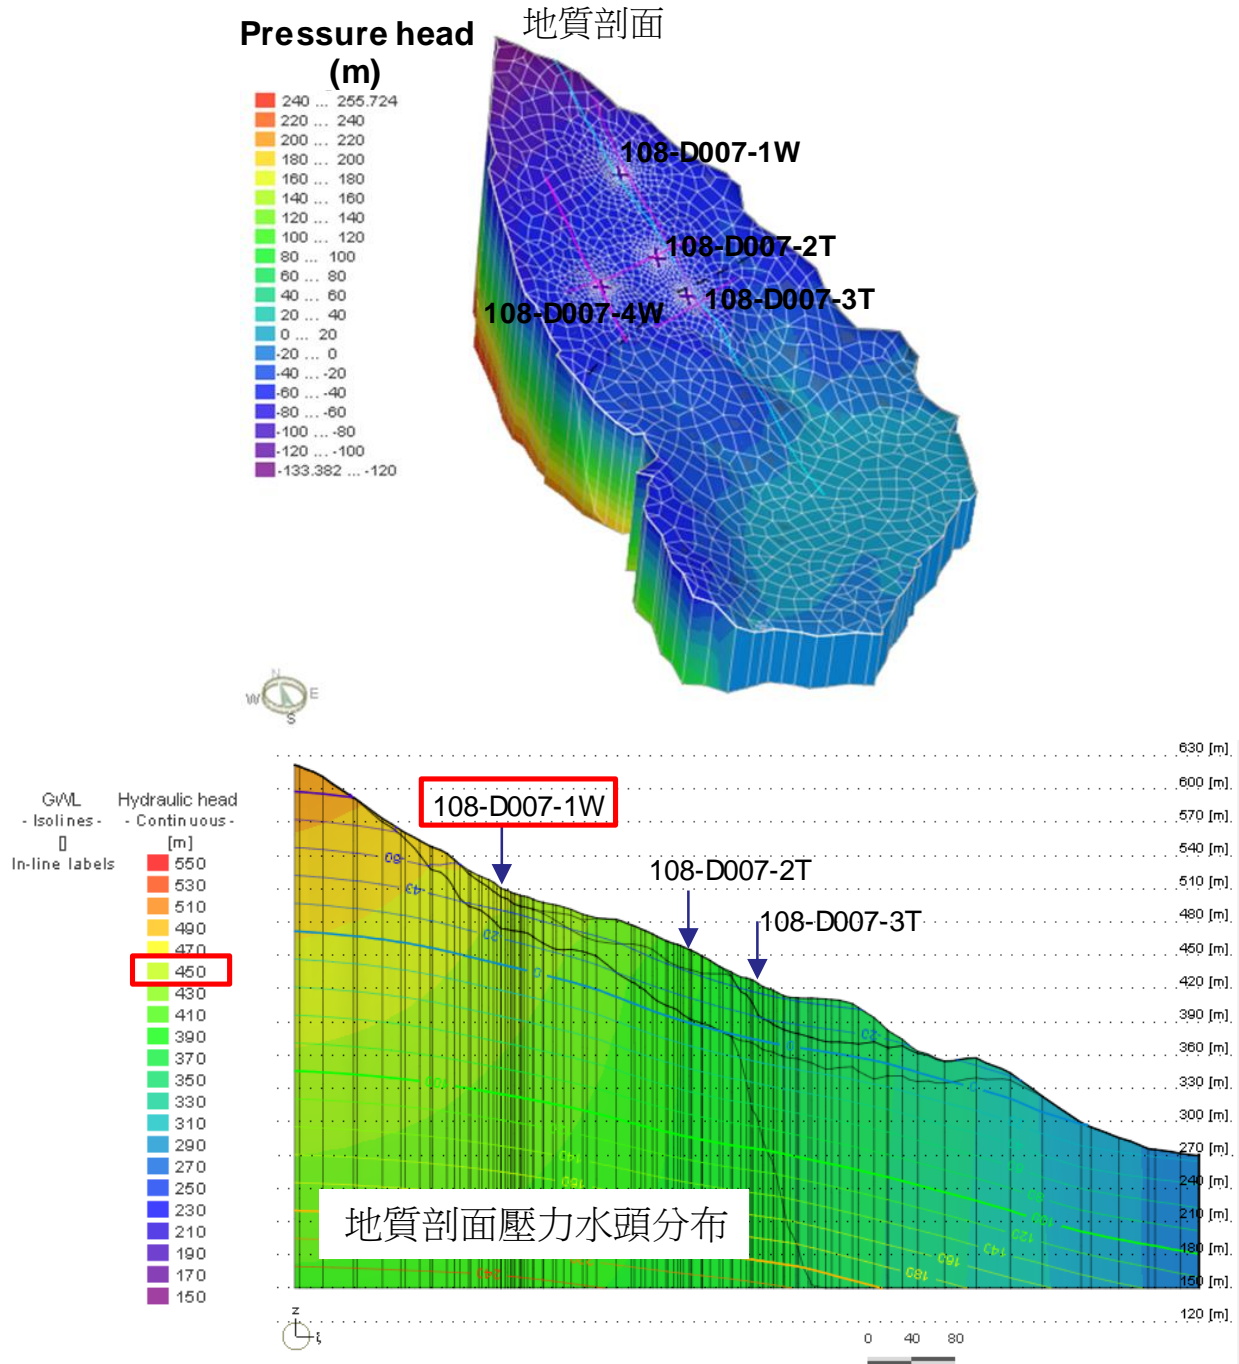 地質剖面
Pressure head
(m)
240 ... 255.724
220 ... 240
200 ... 220
180 ... 200
160 ... 180
140 ... 160
120 ... 140
100 ... 120
80 ... 100
60 ... 80
40 ... 60
20 ... 40
0 ... 20
-20 ... 0
-40 ... -20
-60 ... -40
-80 ... -60
-100 ... -80
-120 ... -100
-133.382 ... -120
108-D007-1W
108-D007-2T
108-D007-3T
108-D007-4W
N
W
E
S
GWL
- Isolines -
[]
In-line labels
Hydraulic head
- Continuous -
[m]
550
530
510
490
470
450
430
410
390
370
350
330
310
290
270
250
230
210
190
170
150
108-D007-1W
108-D007-2T
108-D007-3T
630 [m]
600 [m]
570 [m]
540 [m]
510 [m]
480 [m]
450 [m]
420 [m]
390 [m]
360 [m]
330 [m]
300 [m]
270 [m]
240 [m]
210 [m]
180 [m]
150 [m]
120 [m]
-20
0
-20
0
100
240
地質剖面壓力水頭分布
z
ξ
0 40 80